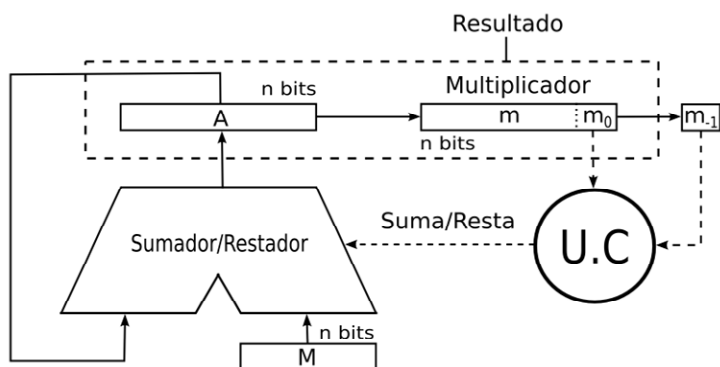 Resultado
n bits
Multiplicador
A
m
m₀
m₋₁
n bits
Suma/Resta
Sumador/Restador
U.C
n bits
M